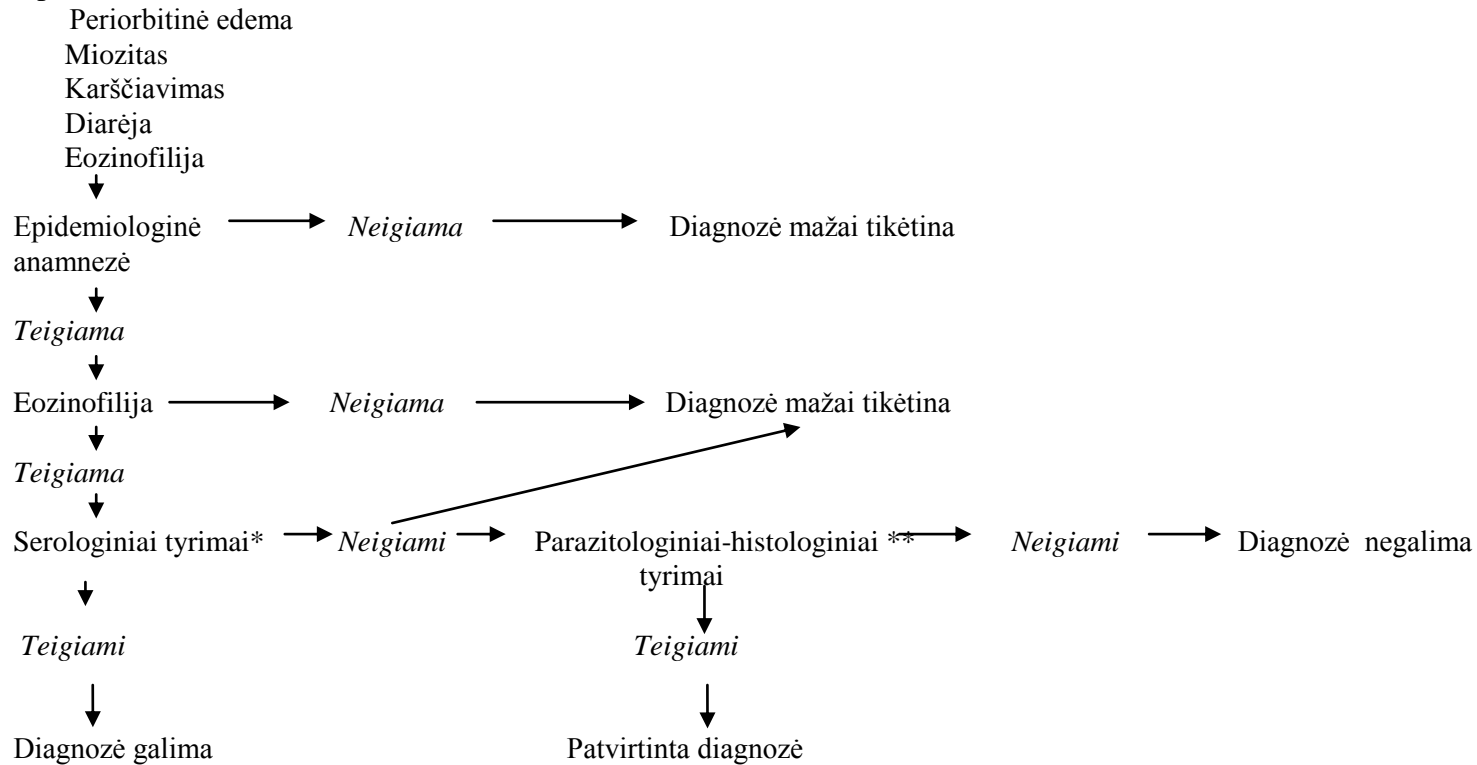 Periorbitinė edema
Miozitas
Karščiavimas
Diarėja
Eozinofilija
Epidemiologinė Neigiama Diagnozė mažai tikėtina
anamnezė
Teigiama
Eozinofilija Neigiama Diagnozė mažai tikėtina
Teigiama
Serologiniai tyrimai* Neigiami Parazitologiniai-histologiniai ** Neigiami Diagnozė negalima
tyrimai
Teigiami Teigiami
Diagnozė galima Patvirtinta diagnozė